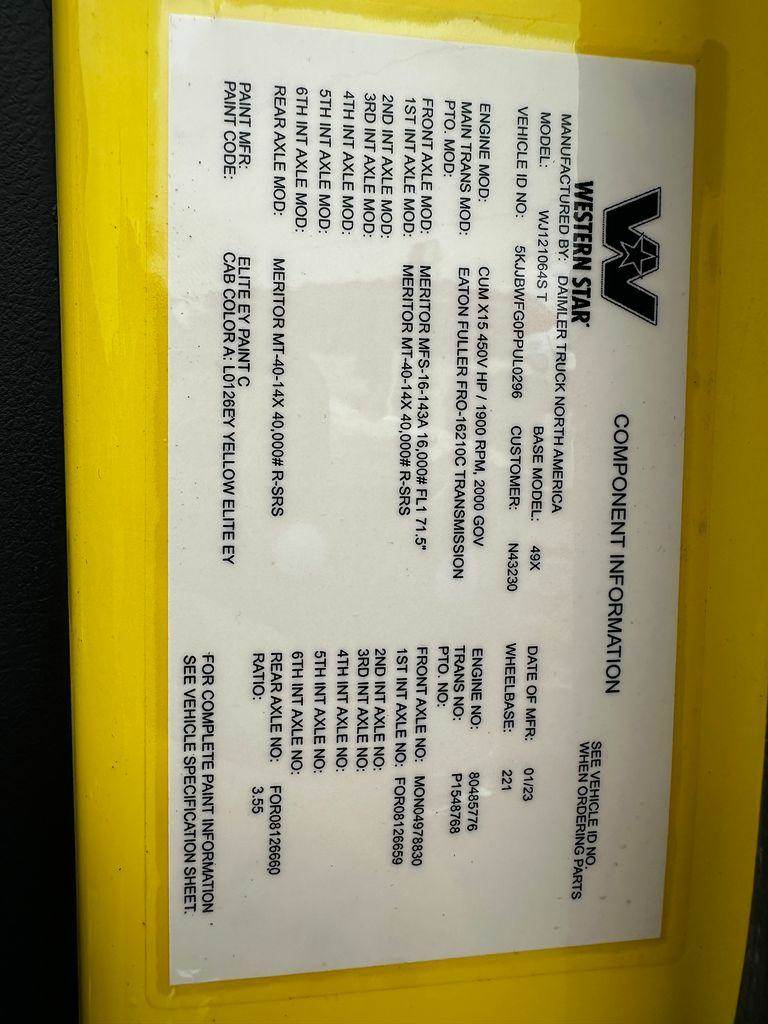 WESTERN STAR
COMPONENT INFORMATION
SEE VEHICLE ID NO.
WHEN ORDERING PARTS
MANUFACTURED BY: DAIMLER TRUCK NORTH AMERICA
MODEL: WJ121064S T BASE MODEL: 49X DATE OF MFR: 01/23
VEHICLE ID NO: 5KJJBWFG0PPUL0296 CUSTOMER: N43230 WHEELBASE: 221
ENGINE MOD: CUM X15 450V HP / 1900 RPM, 2000 GOV ENGINE NO: 80485776
MAIN TRANS MOD: EATON FULLER FRO-16210C TRANSMISSION TRANS NO: P1548768
PTO. MOD: PTO. NO:
FRONT AXLE MOD: MERITOR MFS-16-143A 16,000# FL1 71.5" FRONT AXLE NO: MON04978830
1ST INT AXLE MOD: MERITOR MT-40-14X 40,000# R-SRS 1ST INT AXLE NO: FOR08126659
2ND INT AXLE MOD: 2ND INT AXLE NO:
3RD INT AXLE MOD: 3RD INT AXLE NO:
4TH INT AXLE MOD: 4TH INT AXLE NO:
5TH INT AXLE MOD: 5TH INT AXLE NO:
6TH INT AXLE MOD: 6TH INT AXLE NO:
REAR AXLE MOD: MERITOR MT-40-14X 40,000# R-SRS REAR AXLE NO: FOR08126660
RATIO: 3.55
PAINT MFR: ELITE EY PAINT C
PAINT CODE: CAB COLOR A: L0126EY YELLOW ELITE EY
*FOR COMPLETE PAINT INFORMATION
SEE VEHICLE SPECIFICATION SHEET.*